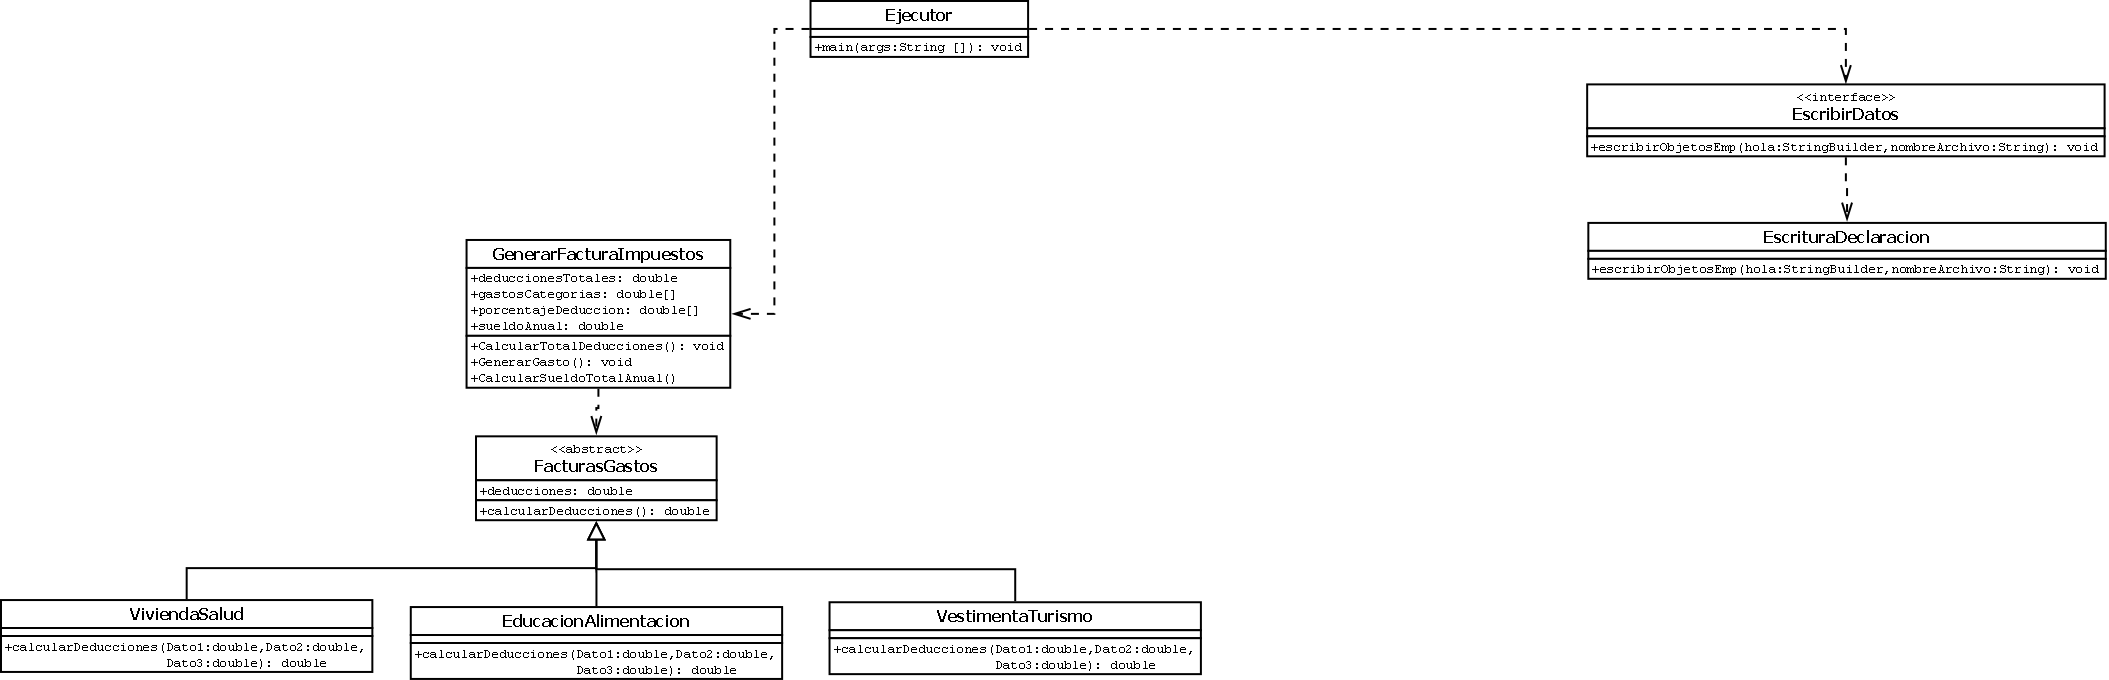 Ejecutor
+main(args:String []): void
<<interface>>
EscribirDatos
+escribirObjetosEmp(hola:StringBuilder,nombreArchivo:String): void
EscrituraDeclaracion
+escribirObjetosEmp(hola:StringBuilder,nombreArchivo:String): void
GenerarFacturaImpuestos
+deduccionesTotales: double
+gastosCategorias: double[]
+porcentajeDeduccion: double[]
+sueldoAnual: double
+CalcularTotalDeducciones(): void
+GenerarGasto(): void
+CalcularSueldoTotalAnual()
<<abstract>>
FacturasGastos
+deducciones: double
+calcularDeducciones(): double
ViviendaSalud
+calcularDeducciones(Dato1:double,Dato2:double,
Dato3:double): double
EducacionAlimentacion
+calcularDeducciones(Dato1:double,Dato2:double,
Dato3:double): double
VestimentaTurismo
+calcularDeducciones(Dato1:double,Dato2:double,
Dato3:double): double